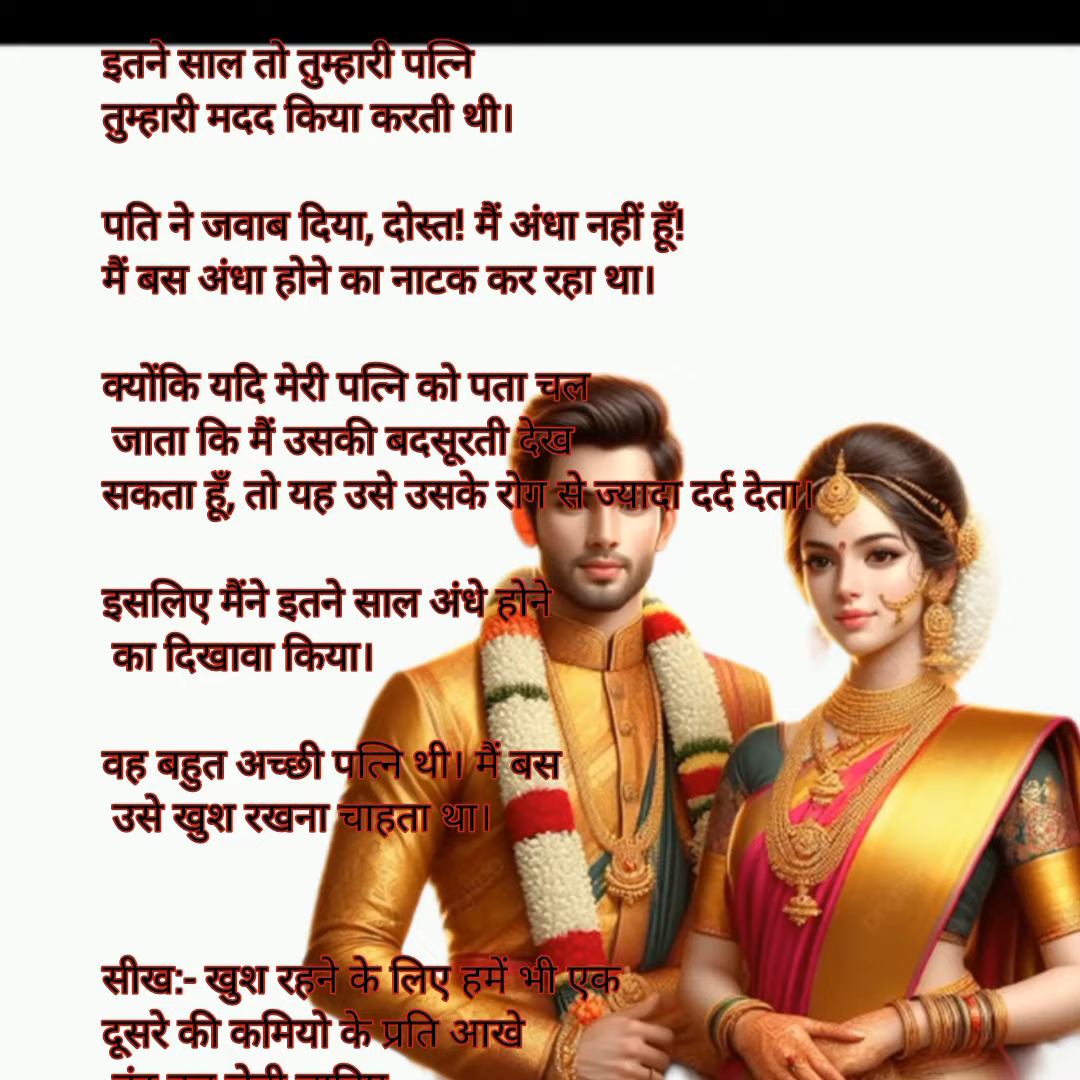 इतने साल तो तुम्हारी पत्नि
तुम्हारी मदद किया करती थी।
पति ने जवाब दिया, दोस्त! मैं अंधा नहीं हूँ!
मैं बस अंधा होने का नाटक कर रहा था।
क्योंकि यदि मेरी पत्नि को पता चल
जाता कि मैं उसकी बदसूरती देख
सकता हूँ, तो यह उसे उसके रोग से ज्यादा दर्द देता।
इसलिए मैंने इतने साल अंधे होने
का दिखावा किया।
वह बहुत अच्छी पत्नि थी। मैं बस
उसे खुश रखना चाहता था।
सीख:- खुश रहने के लिए हमें भी एक
दूसरे की कमियो के प्रति आखे